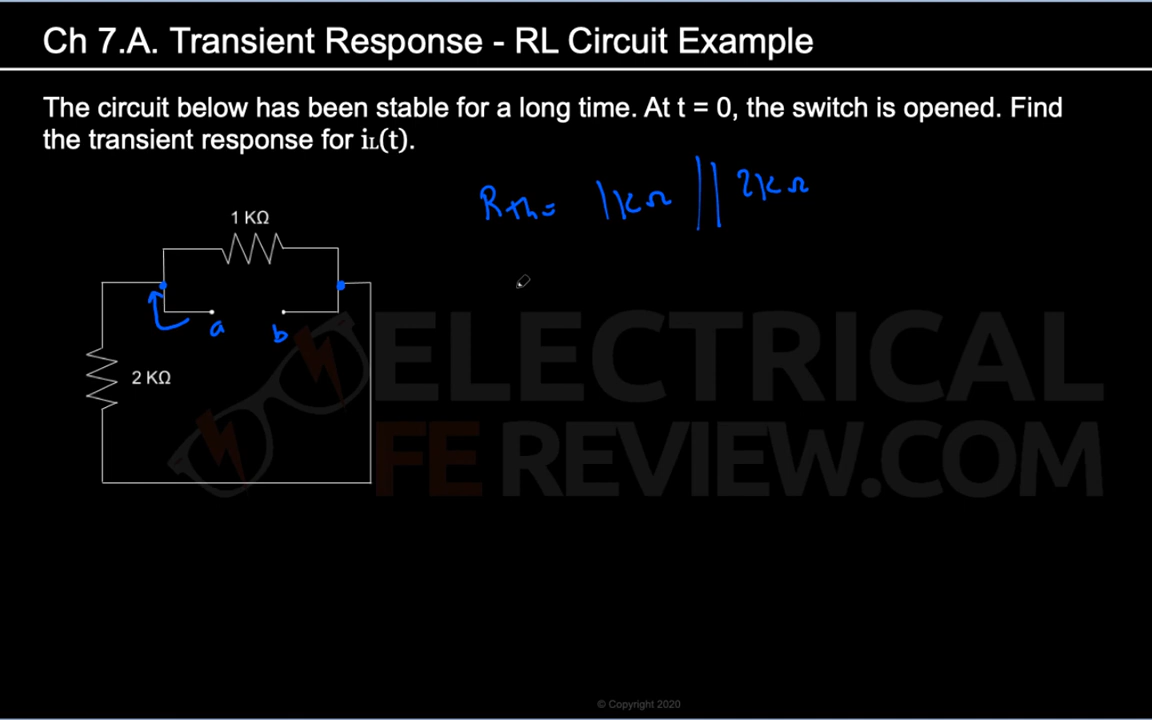 Ch 7.A. Transient Response - RL Circuit Example
The circuit below has been stable for a long time. At t = 0, the switch is opened. Find
the transient response for iL(t).
Rth = 1kΩ || 2kΩ
1 KΩ
a
b
2 KΩ
ELECTRICAL
FE REVIEW.COM
© Copyright 2020